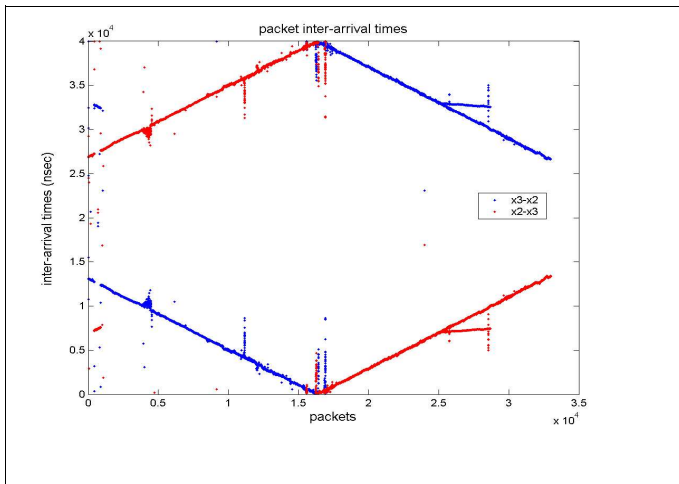 packet inter-arrival times
x 10^4
4
3.5
3
2.5
2
1.5
1
0.5
0
inter-arrival times (nsec)
x3-x2
x2-x3
0 0.5 1 1.5 2 2.5 3 3.5
packets
x 10^4